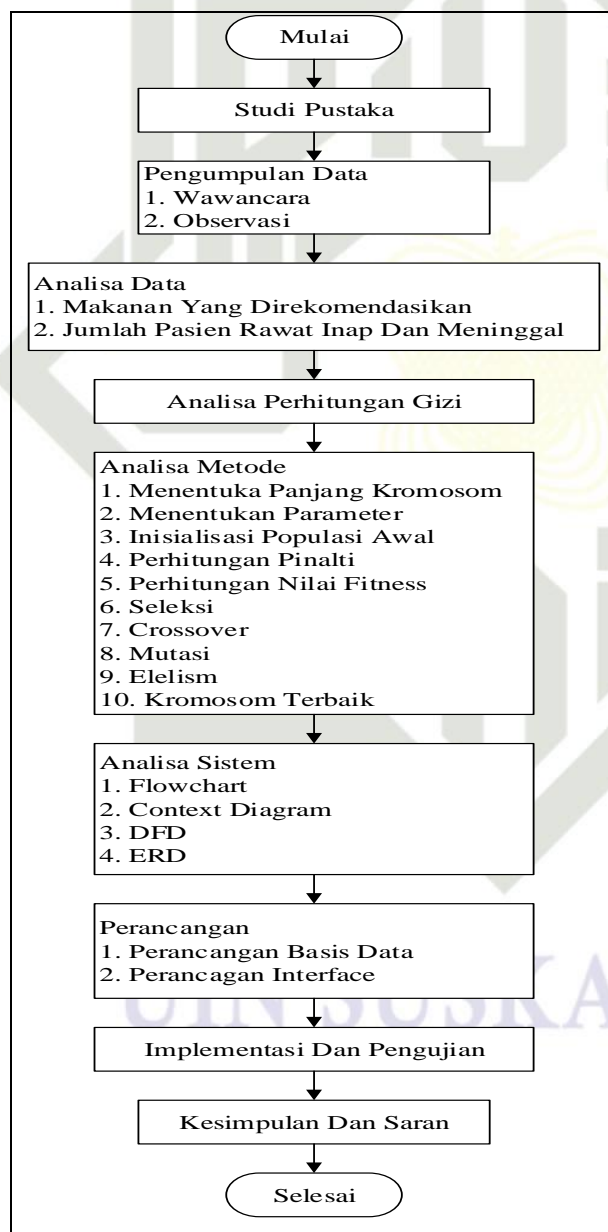 Mulai
Studi Pustaka
Pengumpulan Data
1. Wawancara
2. Observasi
Analisa Data
1. Makanan Yang Direkomendasikan
2. Jumlah Pasien Rawat Inap Dan Meninggal
Analisa Perhitungan Gizi
Analisa Metode
1. Menentuka Panjang Kromosom
2. Menentukan Parameter
3. Inisialisasi Populasi Awal
4. Perhitungan Pinalti
5. Perhitungan Nilai Fitness
6. Seleksi
7. Crossover
8. Mutasi
9. Elelism
10. Kromosom Terbaik
Analisa Sistem
1. Flowchart
2. Context Diagram
3. DFD
4. ERD
Perancangan
1. Perancangan Basis Data
2. Perancagan Interface
UIN SUSKA
Implementasi Dan Pengujian
Kesimpulan Dan Saran
Selesai